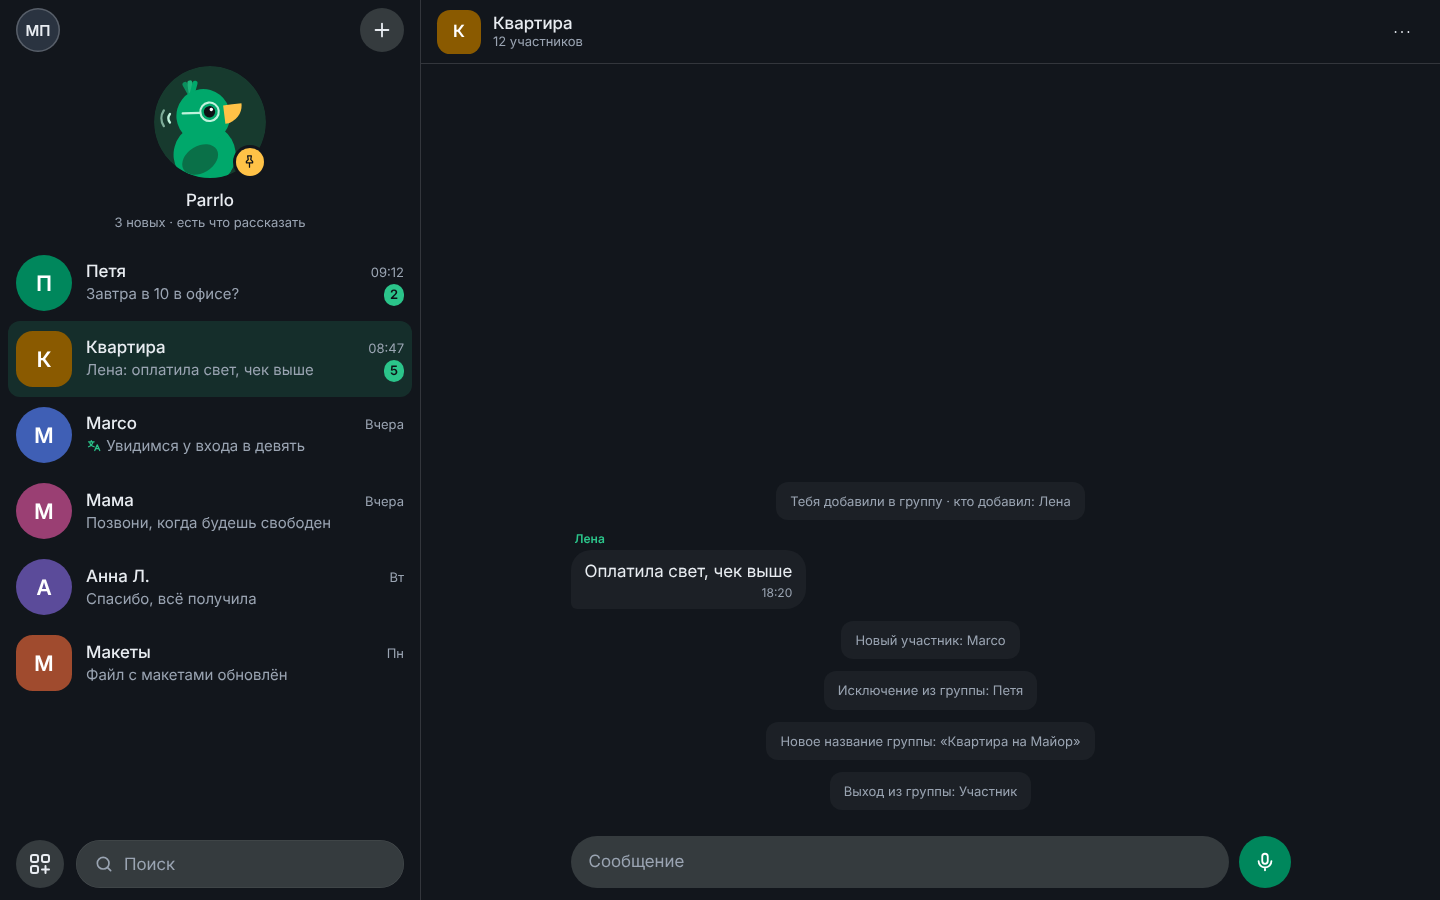 МП
Parrlo
3 новых · есть что рассказать
П
Петя
09:12
Завтра в 10 в офисе?
2
К
Квартира
08:47
Лена: оплатила свет, чек выше
5
M
Marco
Вчера
Увидимся у входа в девять
М
Мама
Вчера
Позвони, когда будешь свободен
А
Анна Л.
Вт
Спасибо, всё получила
М
Макеты
Пн
Файл с макетами обновлён
Поиск
К
Квартира
12 участников
Тебя добавили в группу · кто добавил: Лена
Лена
Оплатила свет, чек выше
18:20
Новый участник: Marco
Исключение из группы: Петя
Новое название группы: «Квартира на Майор»
Выход из группы: Участник
Сообщение